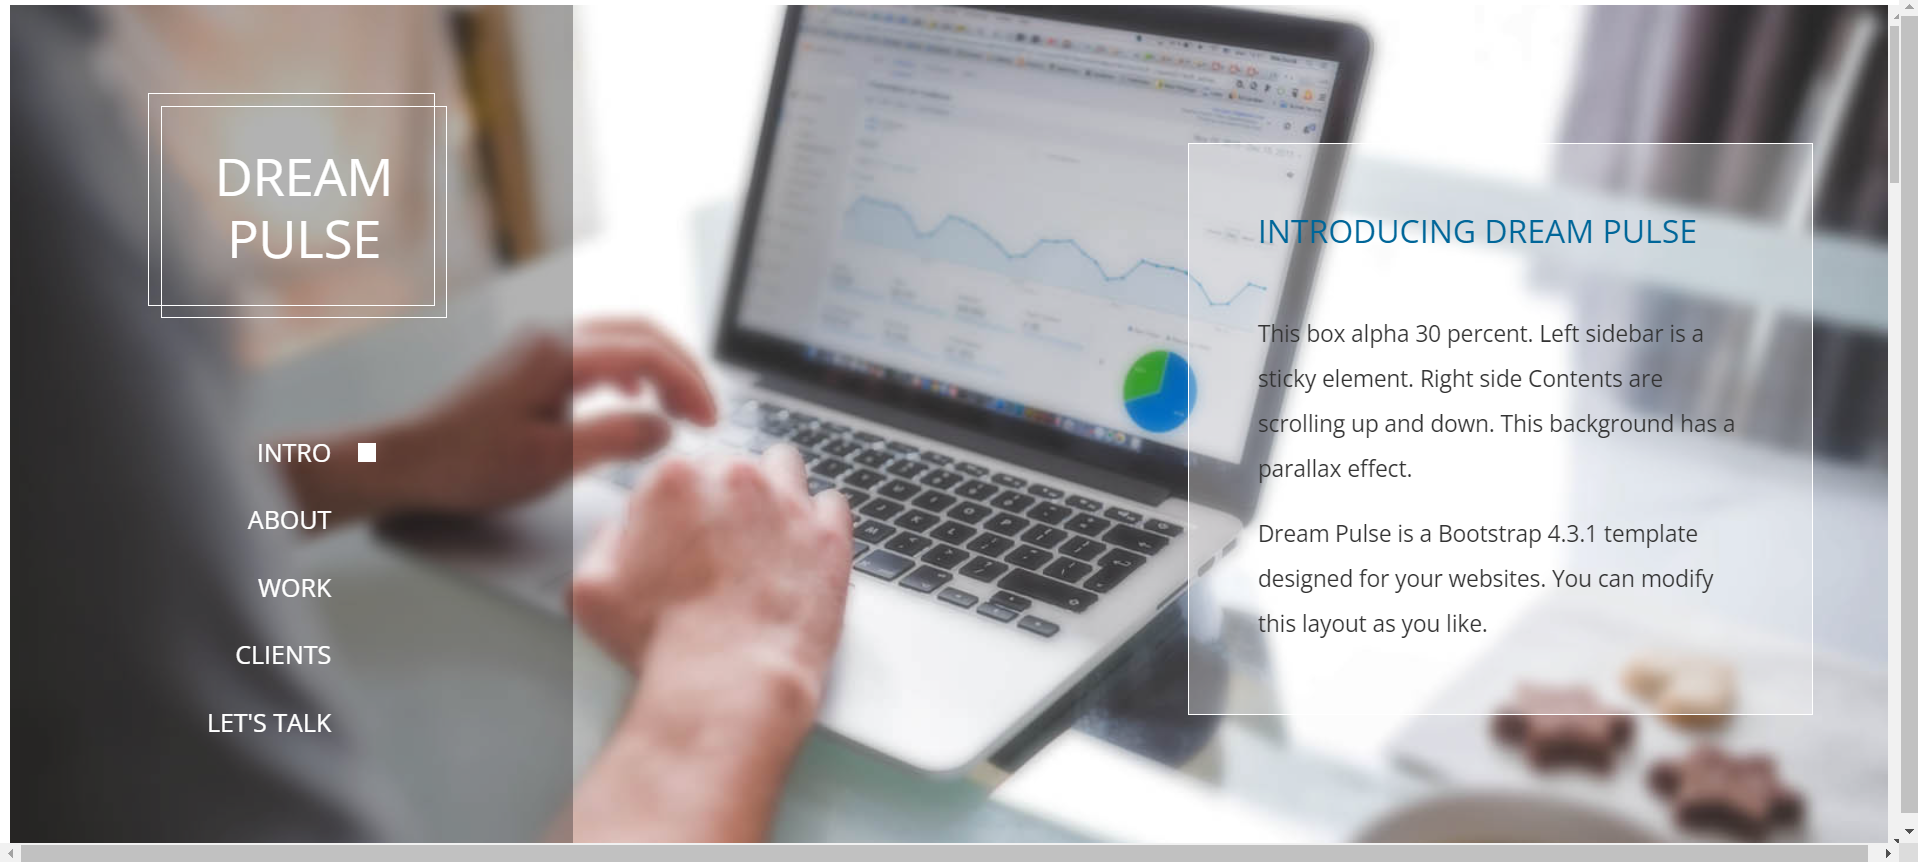 DREAM
PULSE
INTRO
ABOUT
WORK
CLIENTS
LET'S TALK
INTRODUCING DREAM PULSE
This box alpha 30 percent. Left sidebar is a
sticky element. Right side Contents are
scrolling up and down. This background has a
parallax effect.
Dream Pulse is a Bootstrap 4.3.1 template
designed for your websites. You can modify
this layout as you like.